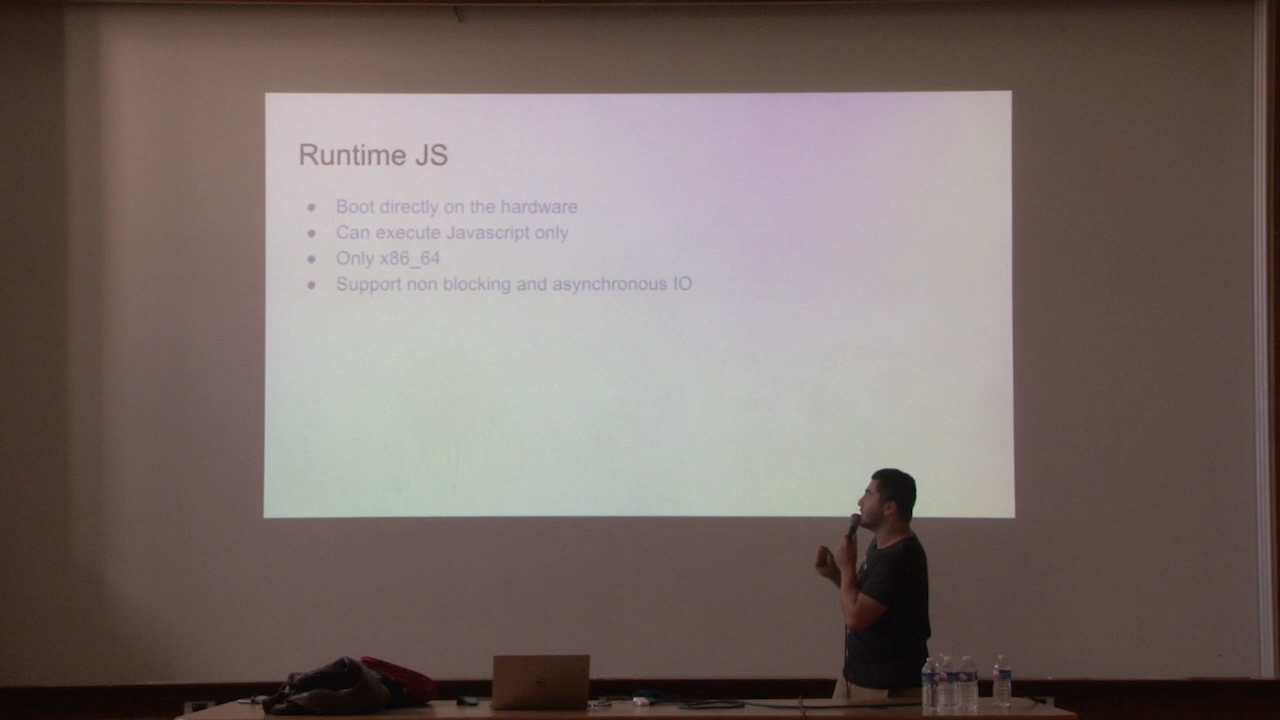 Runtime JS
● Boot directly on the hardware
● Can execute Javascript only
● Only x86_64
● Support non blocking and asynchronous IO